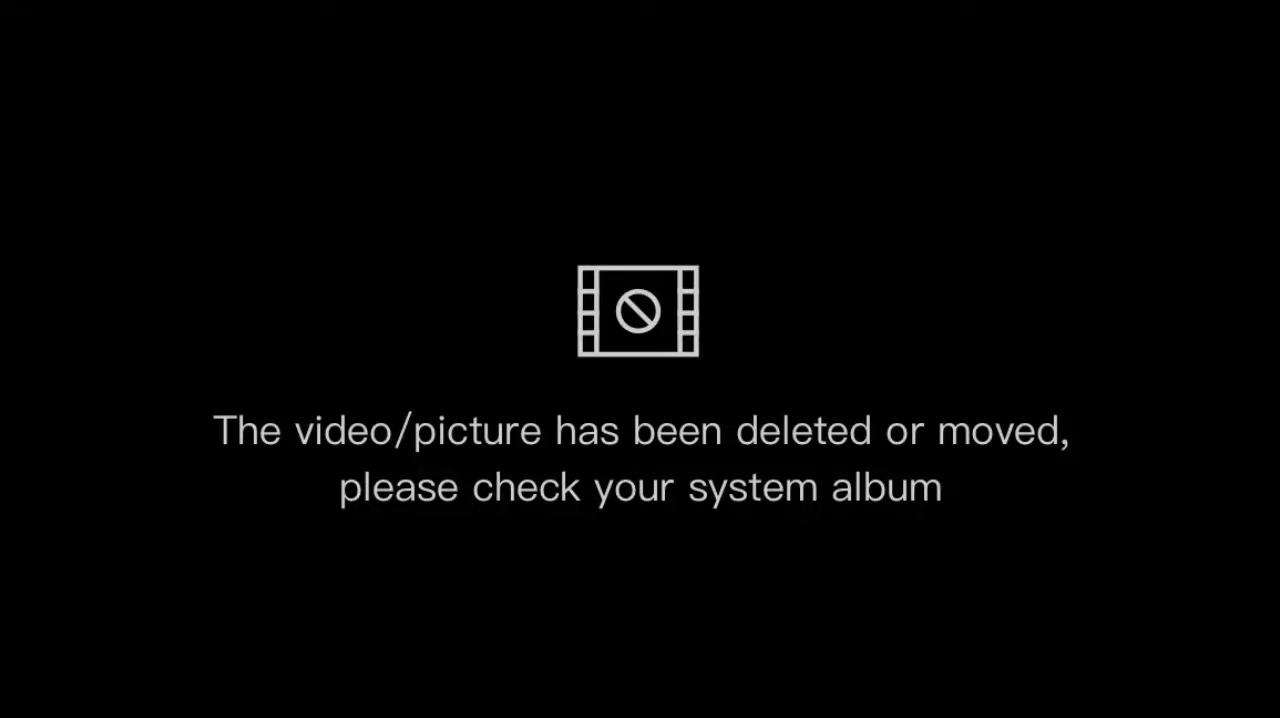 The video/picture has been deleted or moved,
please check your system album